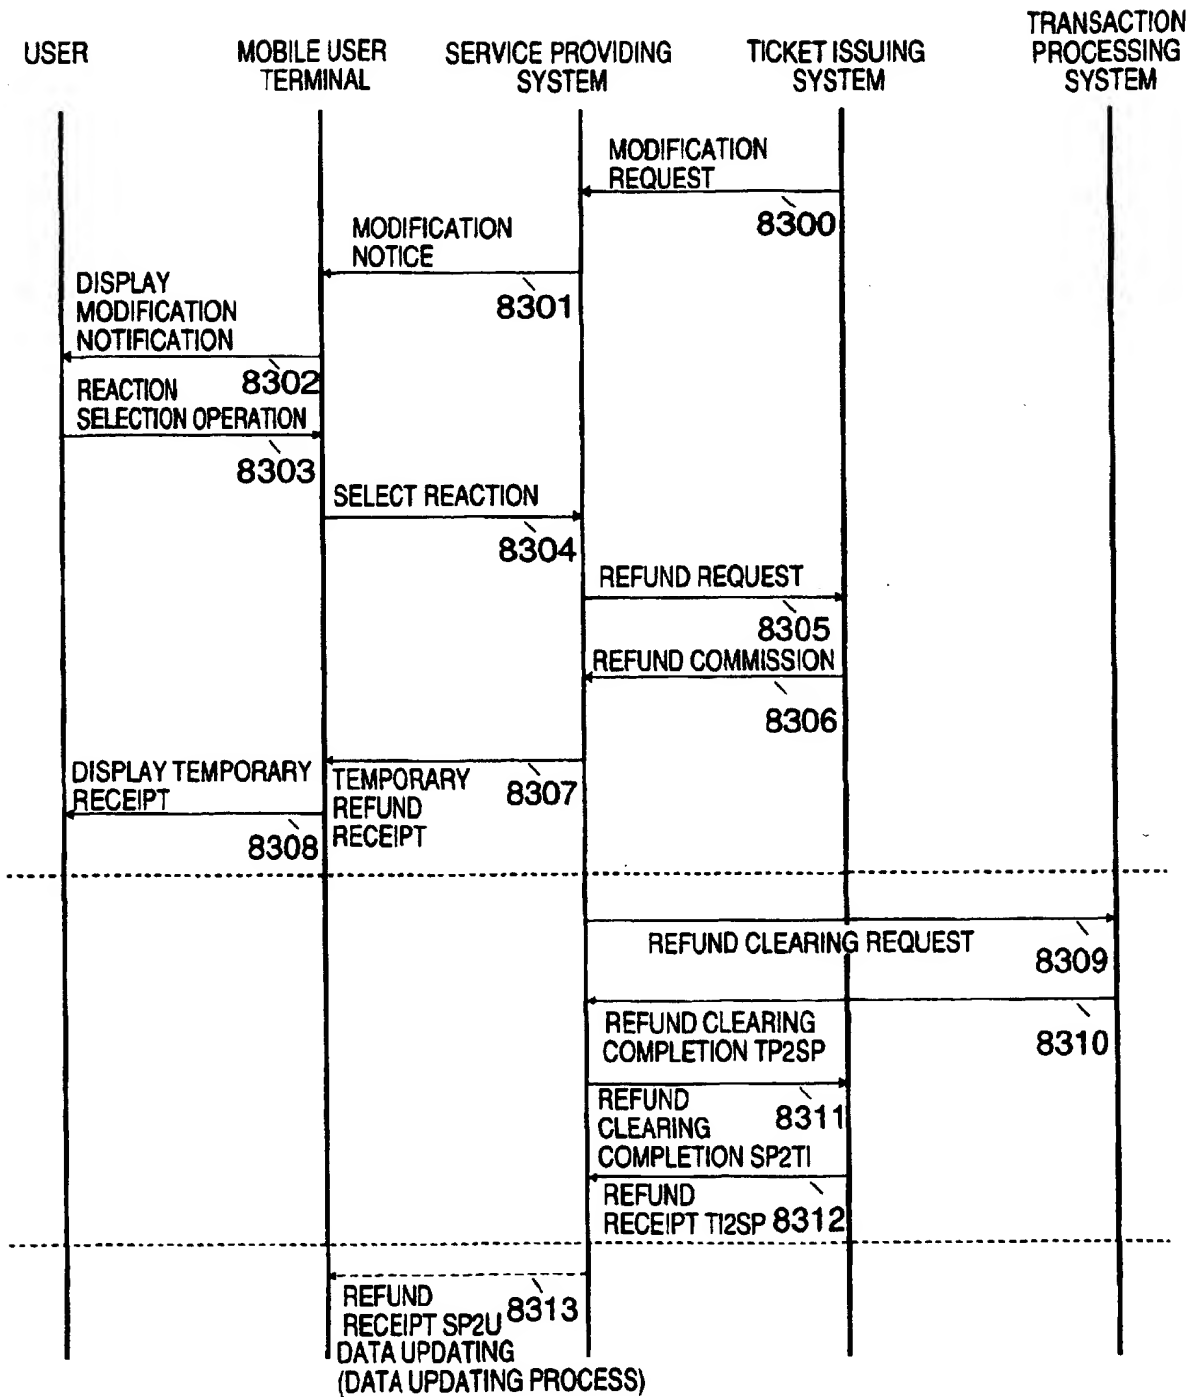 USER
MOBILE USER
TERMINAL
SERVICE PROVIDING
SYSTEM
TICKET ISSUING
SYSTEM
TRANSACTION
PROCESSING
SYSTEM
MODIFICATION
REQUEST
8300
MODIFICATION
NOTICE
8301
DISPLAY
MODIFICATION
NOTIFICATION
8302
REACTION
SELECTION OPERATION
8303
SELECT REACTION
8304
REFUND REQUEST
8305
REFUND COMMISSION
8306
TEMPORARY
REFUND
RECEIPT
8307
DISPLAY TEMPORARY
RECEIPT
8308
REFUND CLEARING REQUEST
8309
REFUND CLEARING
COMPLETION TP2SP
8310
REFUND
CLEARING
COMPLETION SP2TI
8311
REFUND
RECEIPT TI2SP 8312
REFUND
RECEIPT SP2U
8313
DATA UPDATING
(DATA UPDATING PROCESS)